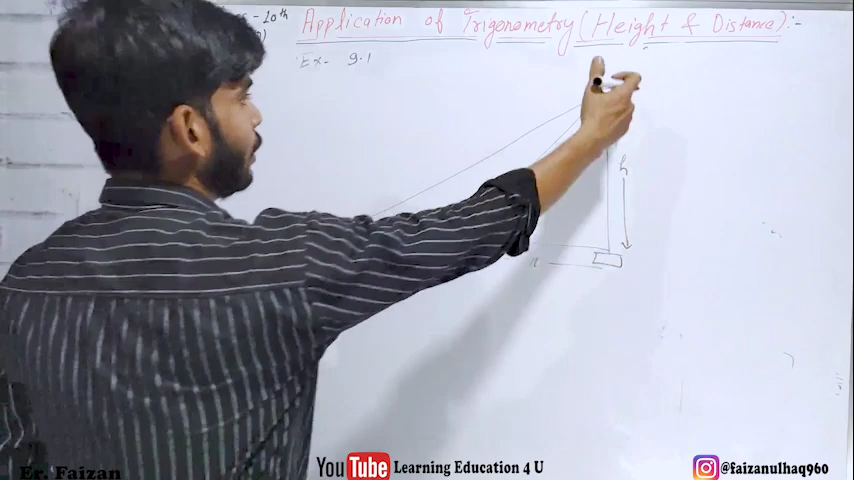 10th
Application of Trigonometry (Height & Distance):-
Ex- 9.1
h
Er. Faizan
YouTube Learning Education 4 U
@faizanulhaq960